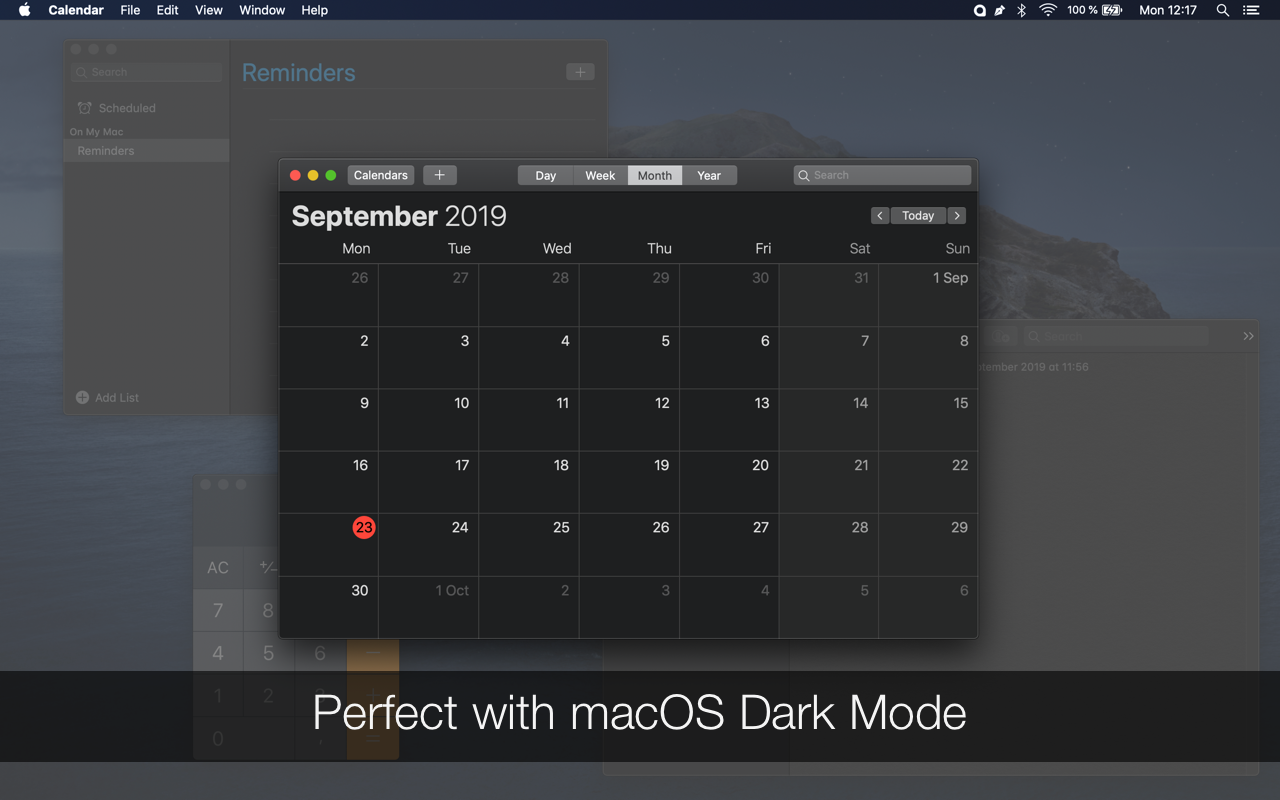 Calendar File Edit View Window Help 100 % Mon 12:17
Search
Reminders
Scheduled
On My Mac
Reminders
Add List
Calendars + Day Week Month Year Search
September 2019
Today
Mon Tue Wed Thu Fri Sat Sun
26 27 28 29 30 31 1 Sep
2 3 4 5 6 7 8
9 10 11 12 13 14 15
16 17 18 19 20 21 22
23 24 25 26 27 28 29
30 1 Oct 2 3 4 5 6
Search
2019 at 11:56
AC +/−
7 8
4 5 6 −
1 2 +
0 . =
Perfect with macOS Dark Mode